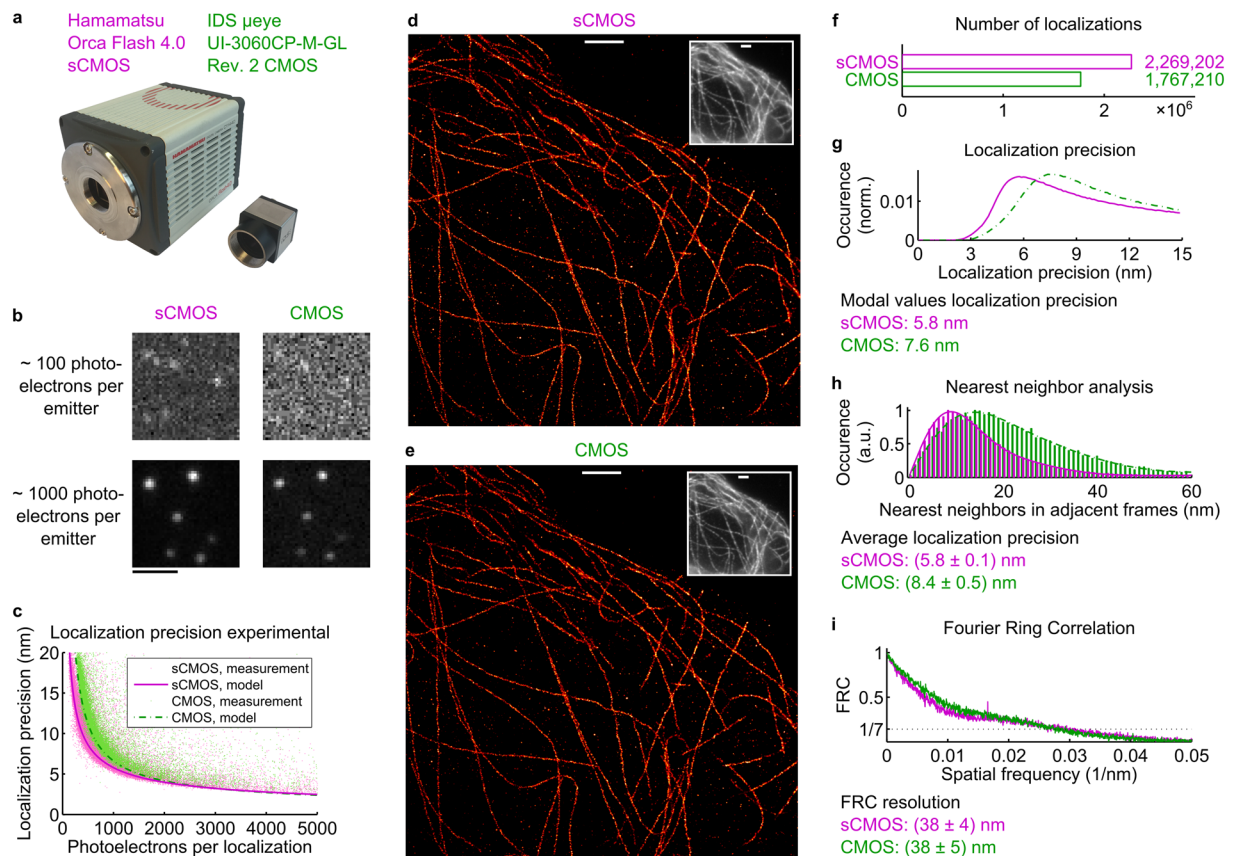 a
Hamamatsu
Orca Flash 4.0
sCMOS
IDS µeye
UI-3060CP-M-GL
Rev. 2 CMOS
HAMAMATSU
b
sCMOS
CMOS
~ 100 photo-
electrons per
emitter
~ 1000 photo-
electrons per
emitter
c
Localization precision experimental
Localization precision (nm)
20
15
10
5
0
sCMOS, measurement
sCMOS, model
CMOS, measurement
CMOS, model
0 1000 2000 3000 4000 5000
Photoelectrons per localization
d
sCMOS
e
CMOS
f
Number of localizations
sCMOS 2,269,202
CMOS 1,767,210
0 1 2 ×10⁶
g
Localization precision
Occurence
(norm.)
0.01
0
0 3 6 9 12 15
Localization precision (nm)
Modal values localization precision
sCMOS: 5.8 nm
CMOS: 7.6 nm
h
Nearest neighbor analysis
Occurence
(a.u.)
1
0.5
0
0 20 40 60
Nearest neighbors in adjacent frames (nm)
Average localization precision
sCMOS: (5.8 ± 0.1) nm
CMOS: (8.4 ± 0.5) nm
i
Fourier Ring Correlation
FRC
1
0.5
1/7
0 0.01 0.02 0.03 0.04 0.05
Spatial frequency (1/nm)
FRC resolution
sCMOS: (38 ± 4) nm
CMOS: (38 ± 5) nm